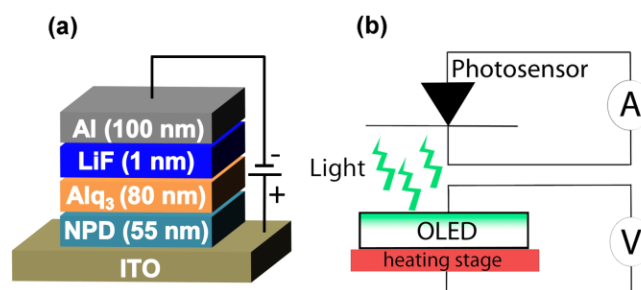 (a)
Al (100 nm)
LiF (1 nm)
Alq₃ (80 nm)
NPD (55 nm)
ITO
-
+
(b)
Photosensor
A
Light
OLED
V
heating stage